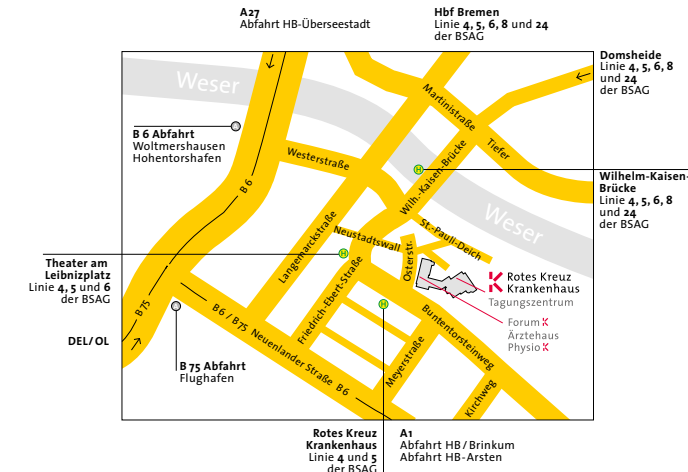 A27
Abfahrt HB-Überseestadt
Hbf Bremen
Linie 4, 5, 6, 8 und 24
der BSAG
Domsheide
Linie 4, 5, 6, 8
und 24
der BSAG
Weser
Martinistraße
Tiefer
B 6 Abfahrt
Woltmershausen
Hohentorshafen
Westerstraße
Wilh.-Kaisen-Brücke
H
Wilhelm-Kaisen-
Brücke
Linie 4, 5, 6, 8
und 24
der BSAG
B 6
Weser
St.-Pauli-Deich
Langemarckstraße
Neustadtswall
Osterstr.
H
Theater am
Leibnizplatz
Linie 4, 5 und 6
der BSAG
Friedrich-Ebert-Straße
Rotes Kreuz
Krankenhaus
Tagungszentrum
Forum
Ärztehaus
Physio
H
B 75
B6 / B75 Neuenlander Straße B 6
Buntentorsteinweg
Meyerstraße
Kirchweg
DEL/ OL
B 75 Abfahrt
Flughafen
Rotes Kreuz
Krankenhaus
Linie 4 und 5
der BSAG
A1
Abfahrt HB / Brinkum
Abfahrt HB-Arsten